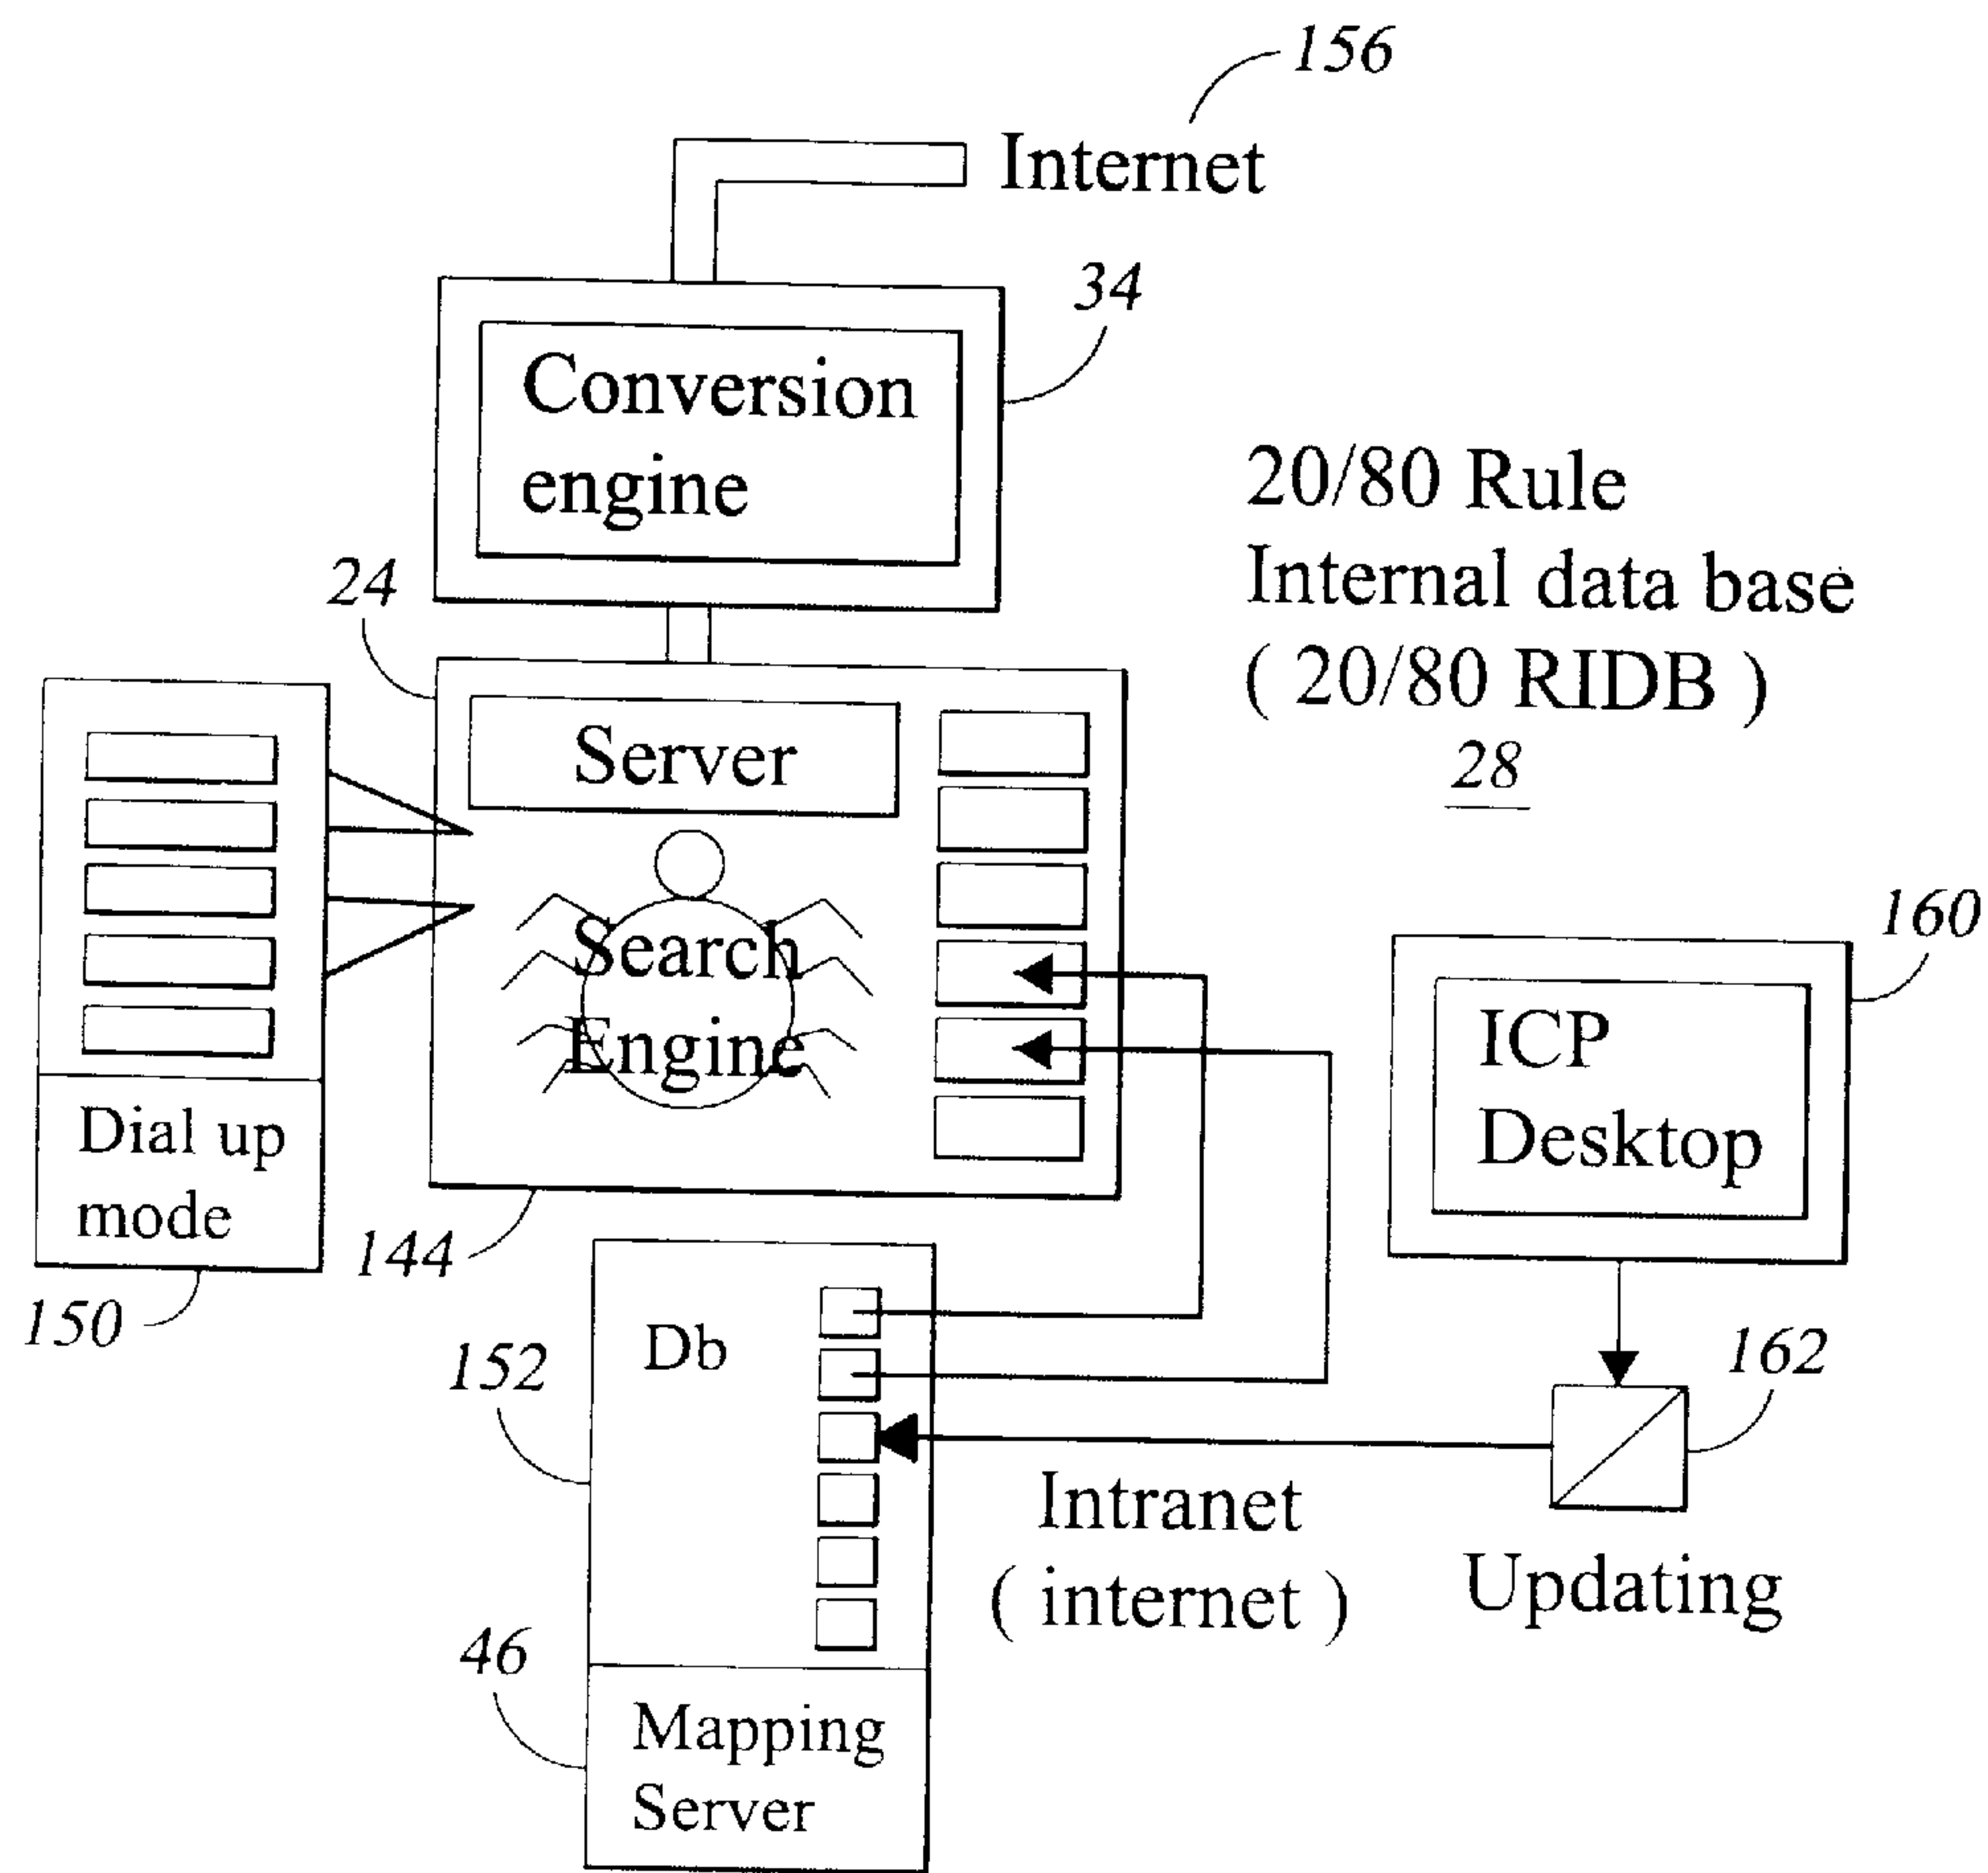 156
Internet
34
Conversion
engine
20/80 Rule
Internal data base
( 20/80 RIDB )
28
24
Server
Search
Engine
160
ICP
Desktop
Dial up
mode
150
144
Db
152
162
Intranet
( internet )
Updating
46
Mapping
Server